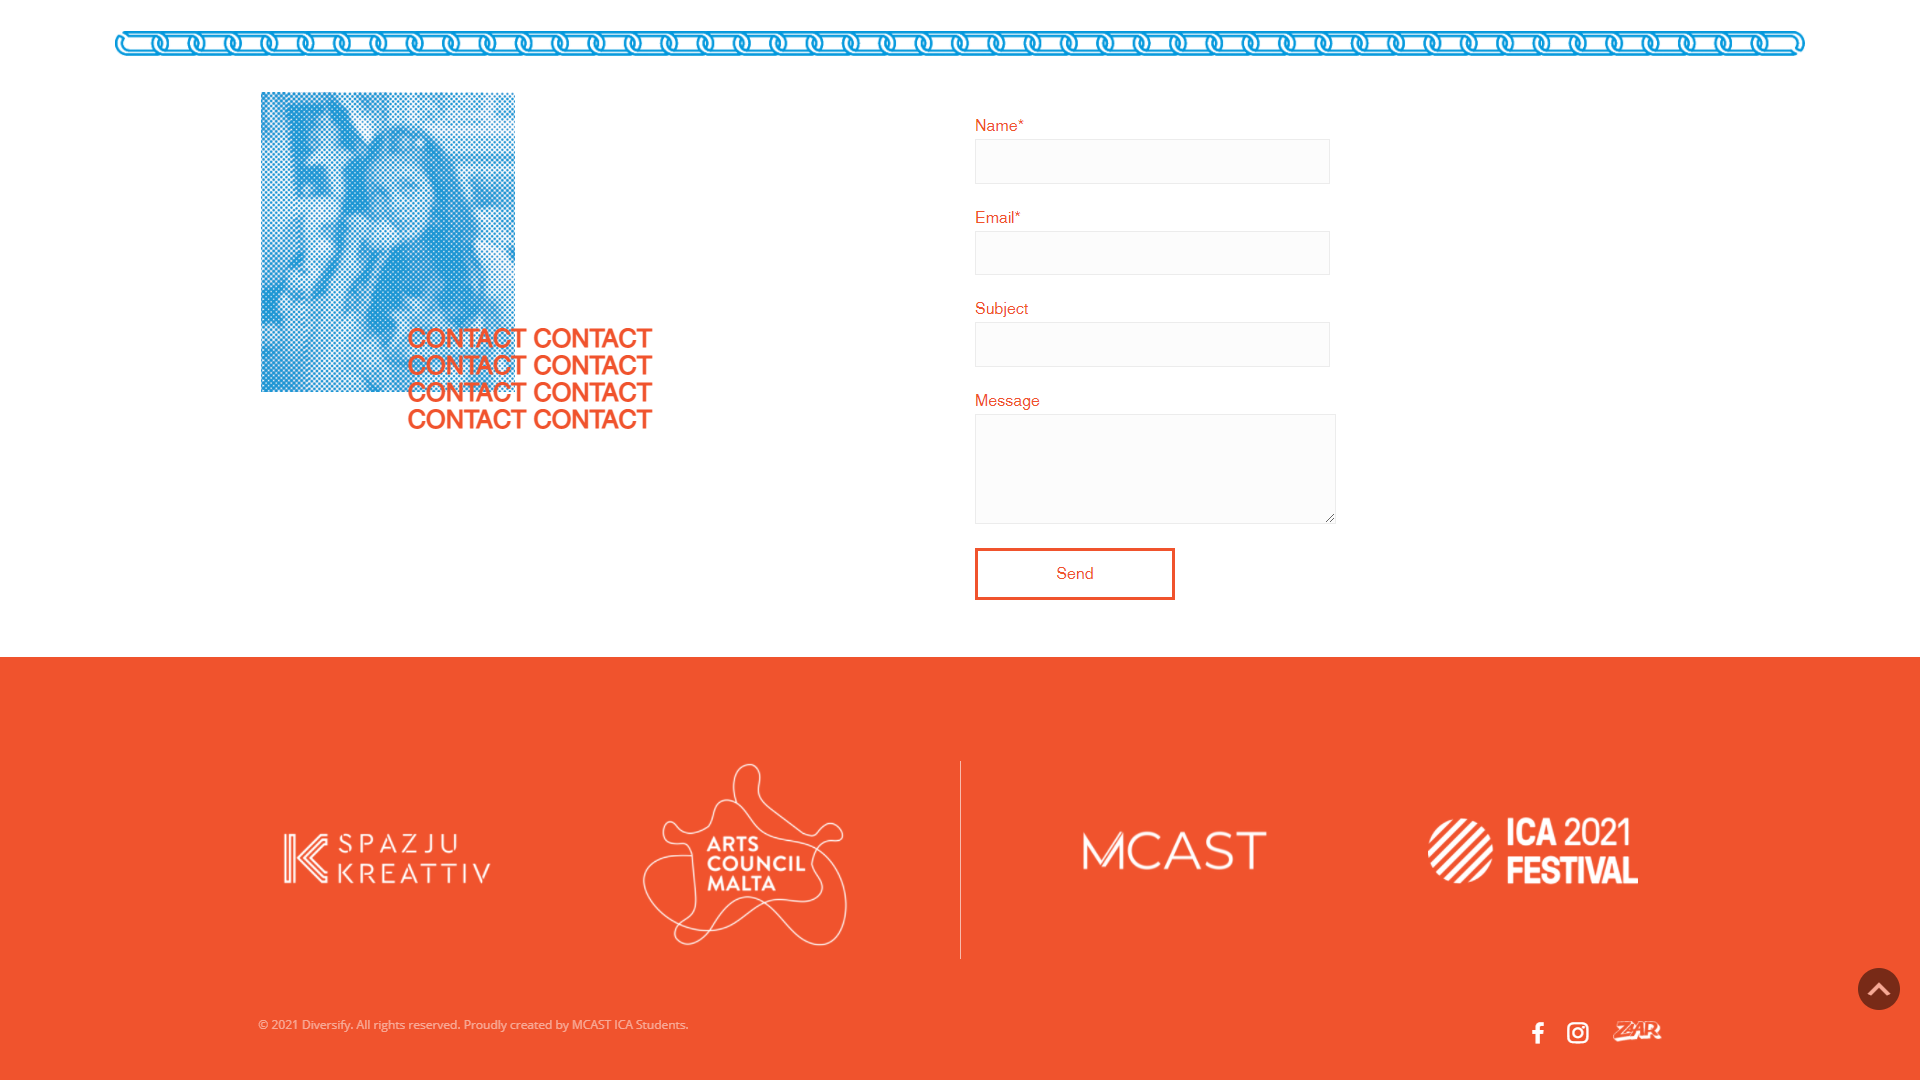 CONTACT CONTACT
CONTACT CONTACT
CONTACT CONTACT
CONTACT CONTACT
Name*
Email*
Subject
Message
Send
SPAZJU
KREATTIV
ARTS
COUNCIL
MALTA
MCAST
ICA 2021
FESTIVAL
© 2021 Diversify. All rights reserved. Proudly created by MCAST ICA Students.